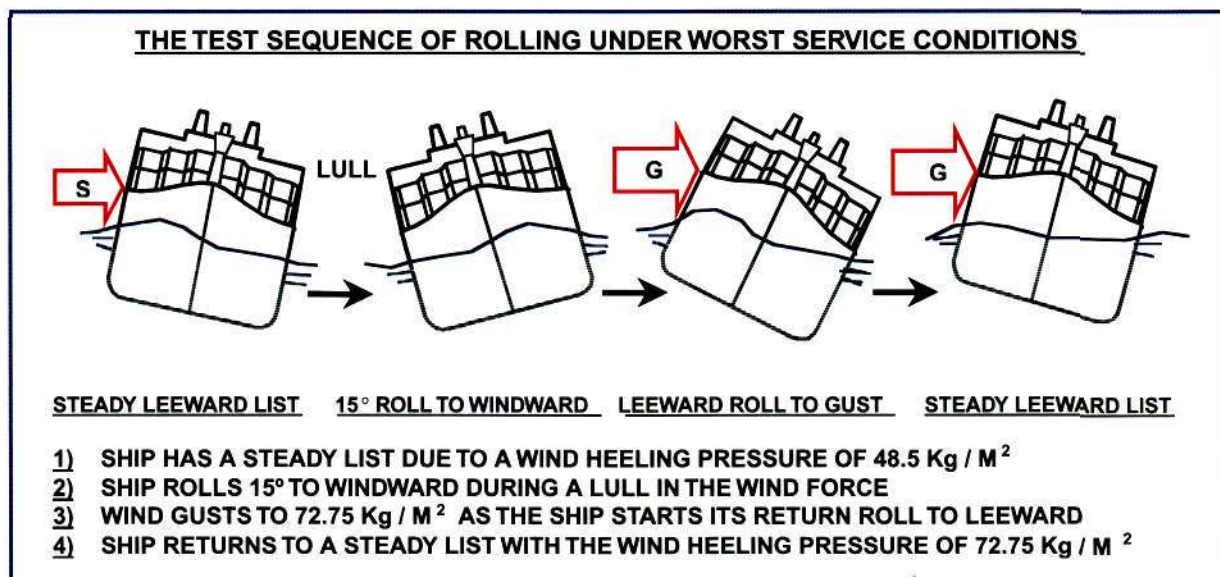 THE TEST SEQUENCE OF ROLLING UNDER WORST SERVICE CONDITIONS
S
LULL
G
G
STEADY LEEWARD LIST
15° ROLL TO WINDWARD
LEEWARD ROLL TO GUST
STEADY LEEWARD LIST
1) SHIP HAS A STEADY LIST DUE TO A WIND HEELING PRESSURE OF 48.5 Kg / M²
2) SHIP ROLLS 15º TO WINDWARD DURING A LULL IN THE WIND FORCE
3) WIND GUSTS TO 72.75 Kg / M² AS THE SHIP STARTS ITS RETURN ROLL TO LEEWARD
4) SHIP RETURNS TO A STEADY LIST WITH THE WIND HEELING PRESSURE OF 72.75 Kg / M²